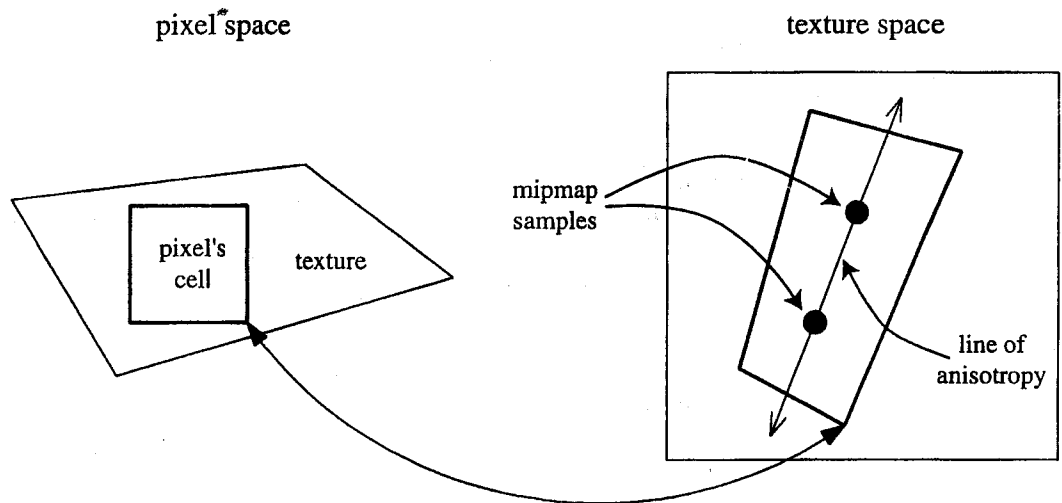 pixel space
texture space
pixel's
cell
texture
mipmap
samples
line of
anisotropy